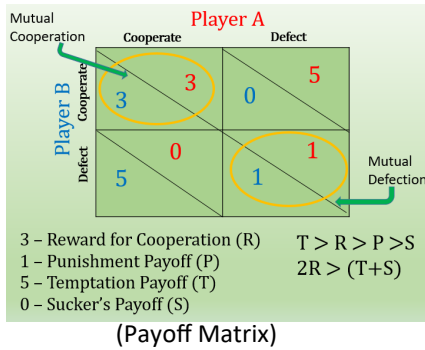 Mutual
Cooperation
Player A
Cooperate
Defect
Player B
Cooperate
3
3
0
5
Defect
5
0
1
1
Mutual
Defection
3 – Reward for Cooperation (R)
1 – Punishment Payoff (P)
5 – Temptation Payoff (T)
0 – Sucker's Payoff (S)
T > R > P >S
2R > (T+S)
(Payoff Matrix)